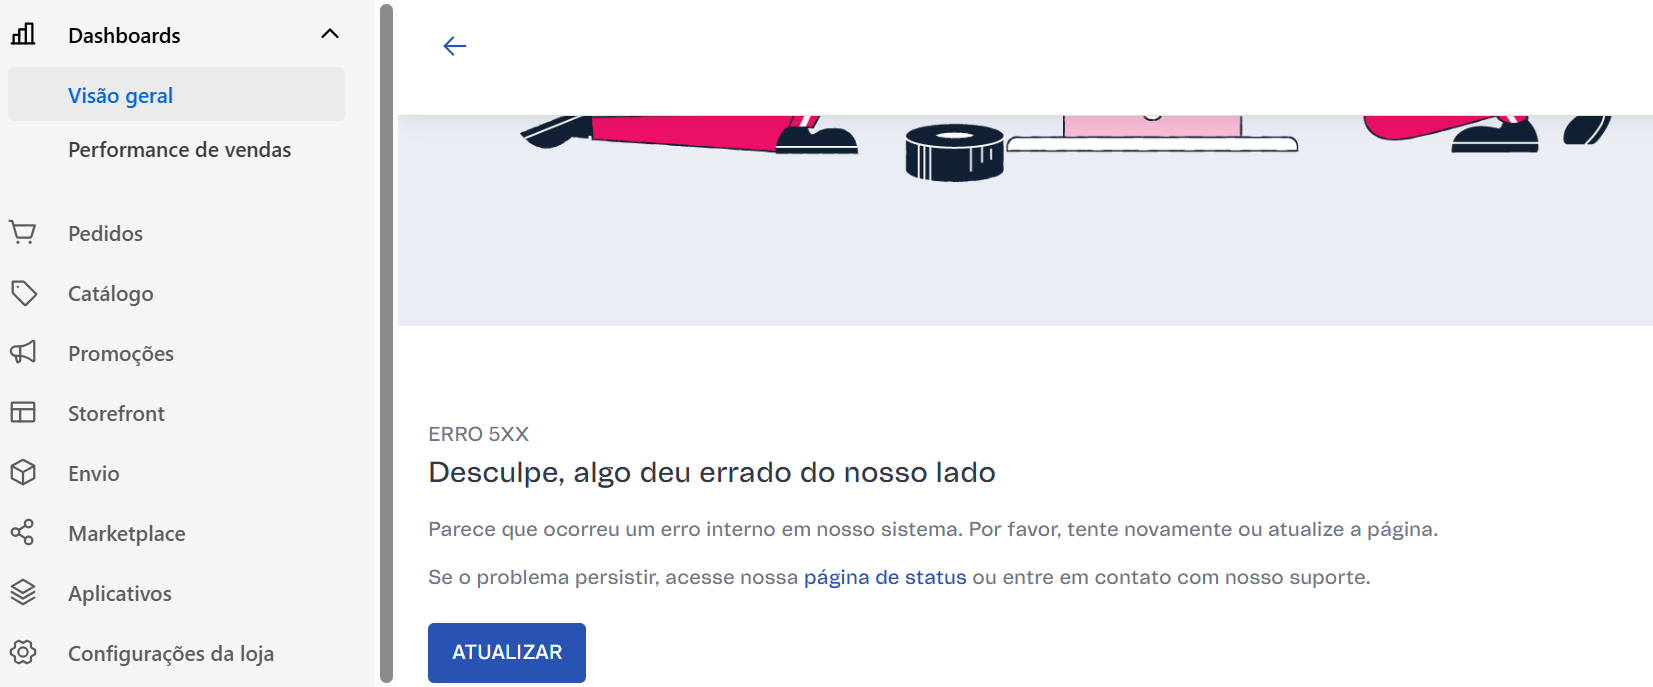 Dashboards
Visão geral
Performance de vendas
Pedidos
Catálogo
Promoções
Storefront
Envio
Marketplace
Aplicativos
Configurações da loja
ERRO 5XX
Desculpe, algo deu errado do nosso lado
Parece que ocorreu um erro interno em nosso sistema. Por favor, tente novamente ou atualize a página.
Se o problema persistir, acesse nossa página de status ou entre em contato com nosso suporte.
ATUALIZAR